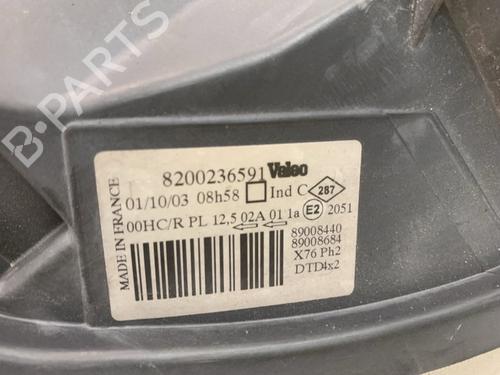 B-PARTS
8200236591 Valeo
01/10/03 08h58 Ind C 287
00HC/R PL 12,5 02A 01 1a E2 2051
89008440
89008684
X76 Ph2
DTD4x2
MADE IN FRANCE